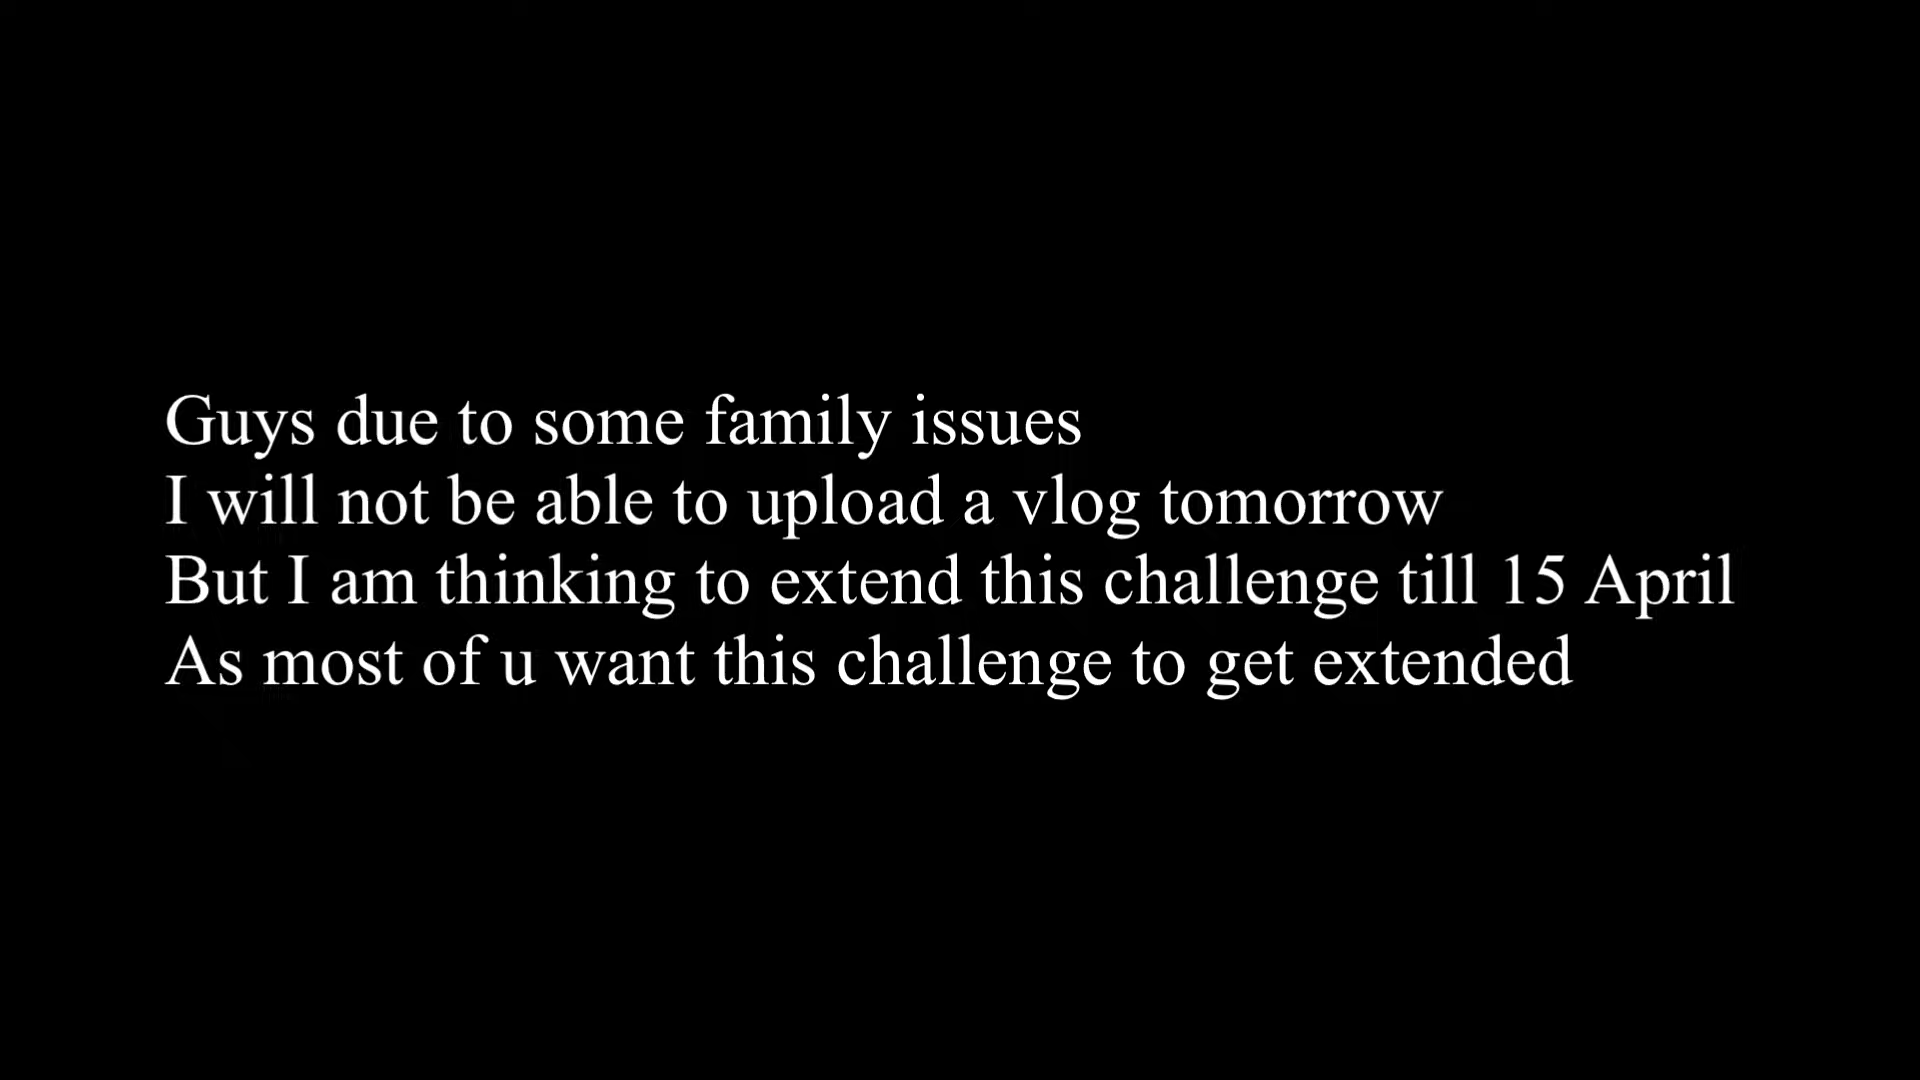 Guys due to some family issues
I will not be able to upload a vlog tomorrow
But I am thinking to extend this challenge till 15 April
As most of u want this challenge to get extended